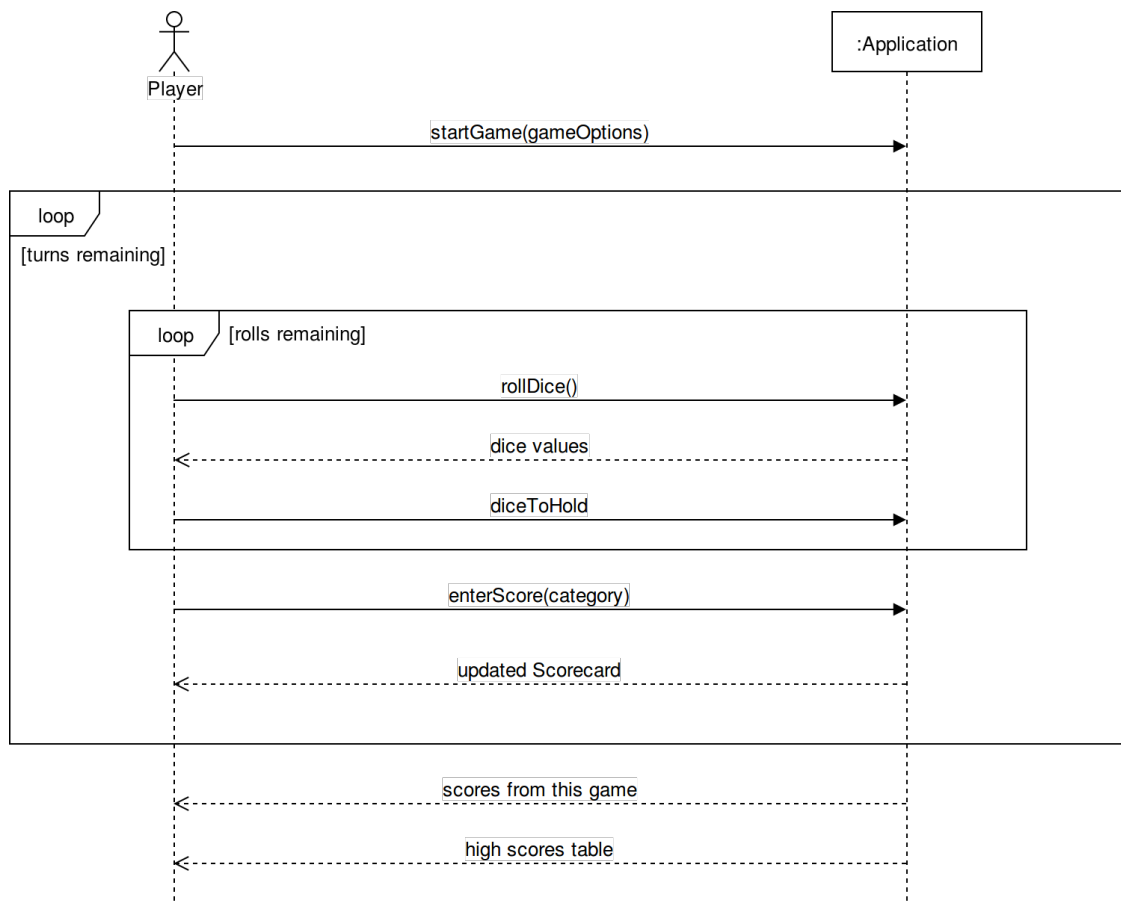 :Application
Player
startGame(gameOptions)
loop
[turns remaining]
loop
[rolls remaining]
rollDice()
dice values
diceToHold
enterScore(category)
updated Scorecard
scores from this game
high scores table